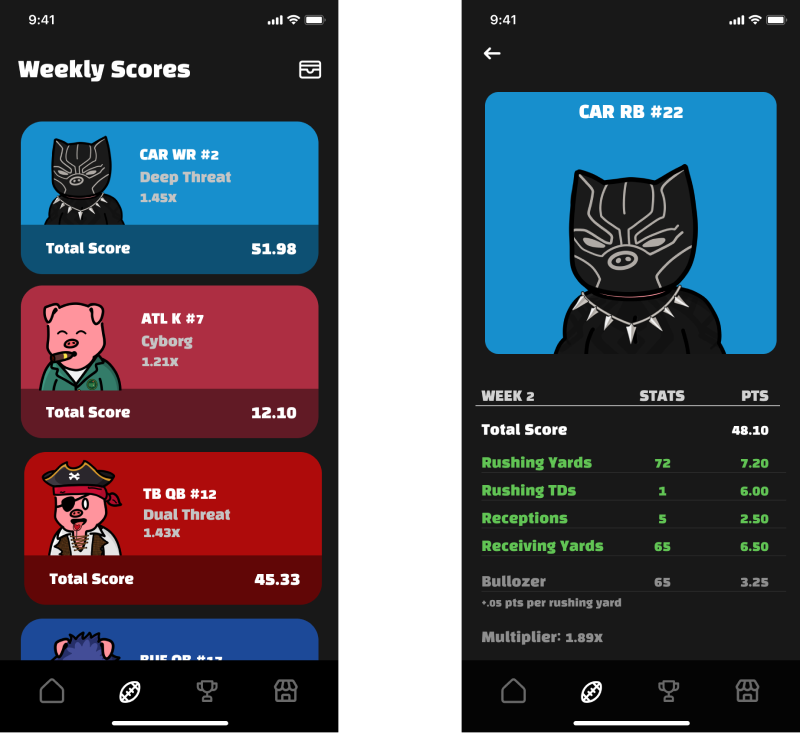 9:41
Weekly Scores
CAR WR #2
Deep Threat
1.45X
Total Score 51.98
ATL K #7
Cyborg
1.21X
Total Score 12.10
TB QB #12
Dual Threat
1.43X
Total Score 45.33
BUF QB #17
9:41
CAR RB #22
WEEK 2 STATS PTS
Total Score 48.10
Rushing Yards 72 7.20
Rushing TDs 1 6.00
Receptions 5 2.50
Receiving Yards 65 6.50
Bullozer 65 3.25
+.05 pts per rushing yard
Multiplier: 1.89X